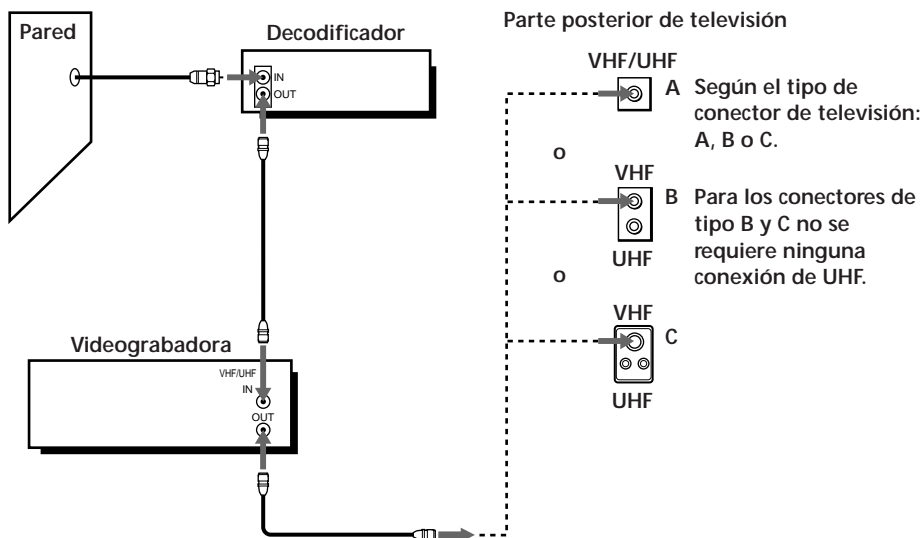 Parte posterior de televisión
Pared
Decodificador
IN
OUT
VHF/UHF
A
Según el tipo de
conector de televisión:
A, B o C.
o
VHF
B
UHF
Para los conectores de
tipo B y C no se
requiere ninguna
conexión de UHF.
o
VHF
C
UHF
Videograbadora
VHF/UHF
IN
OUT